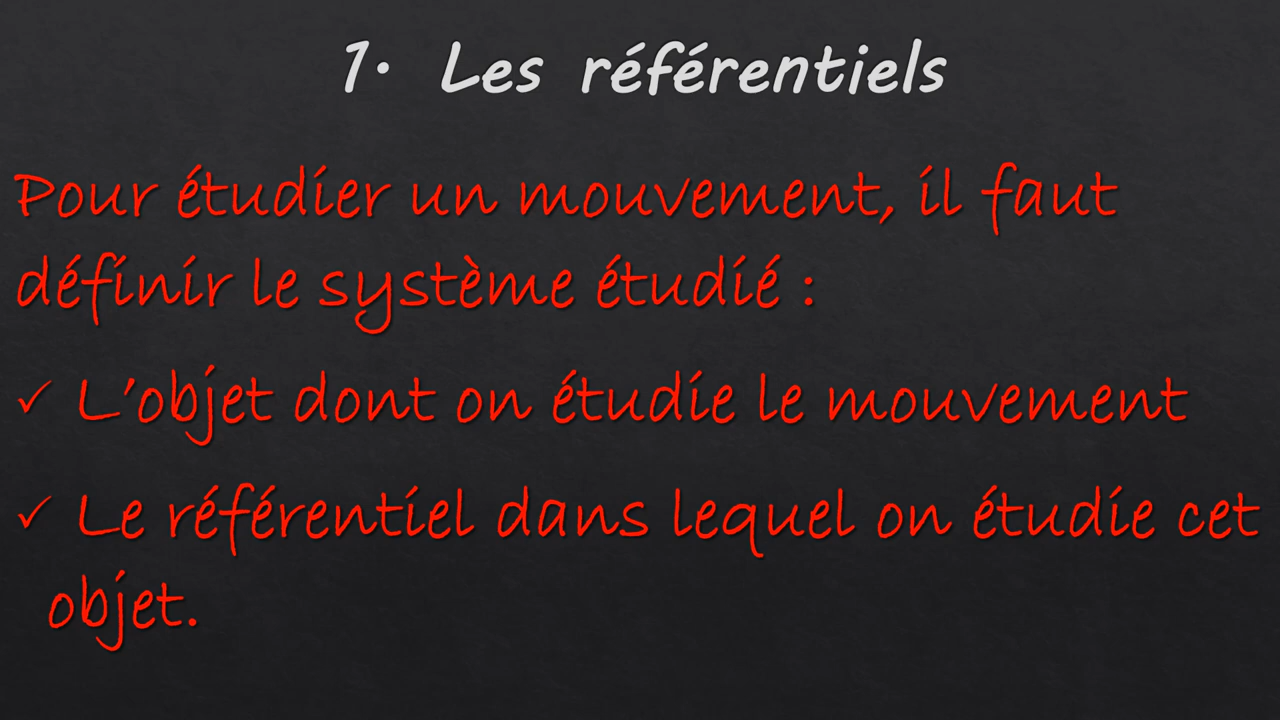 1. Les référentiels
Pour étudier un mouvement, il faut
définir le système étudié :
✓ L'objet dont on étudie le mouvement
✓ Le référentiel dans lequel on étudie cet
objet.